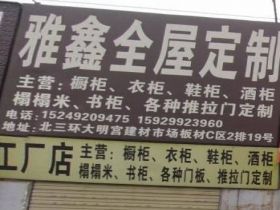 雅鑫全屋定制
主营：橱柜、衣柜、鞋柜、酒柜
榻榻米、书柜、各种推拉门定制
电话：15249209475 15929923960
地址：北三环大明宫建材市场板材C区2排19号
工厂店
主营：橱柜、衣柜、鞋柜、酒柜
榻榻米、书柜、各种门板、推拉门定制